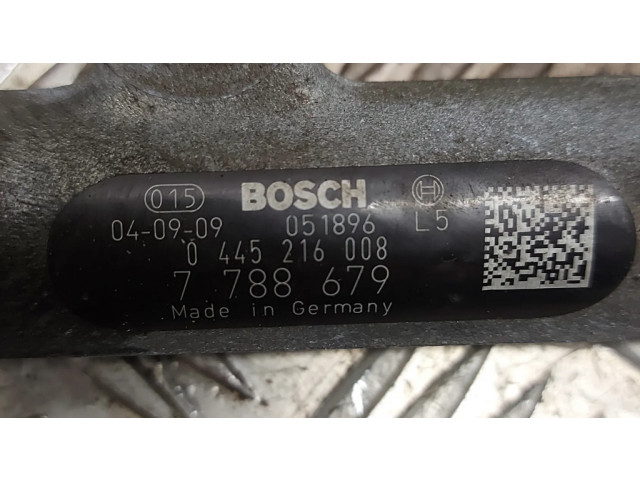 015 BOSCH
04-09-09 051896 L5
0 445 216 008
7 788 679
Made in Germany